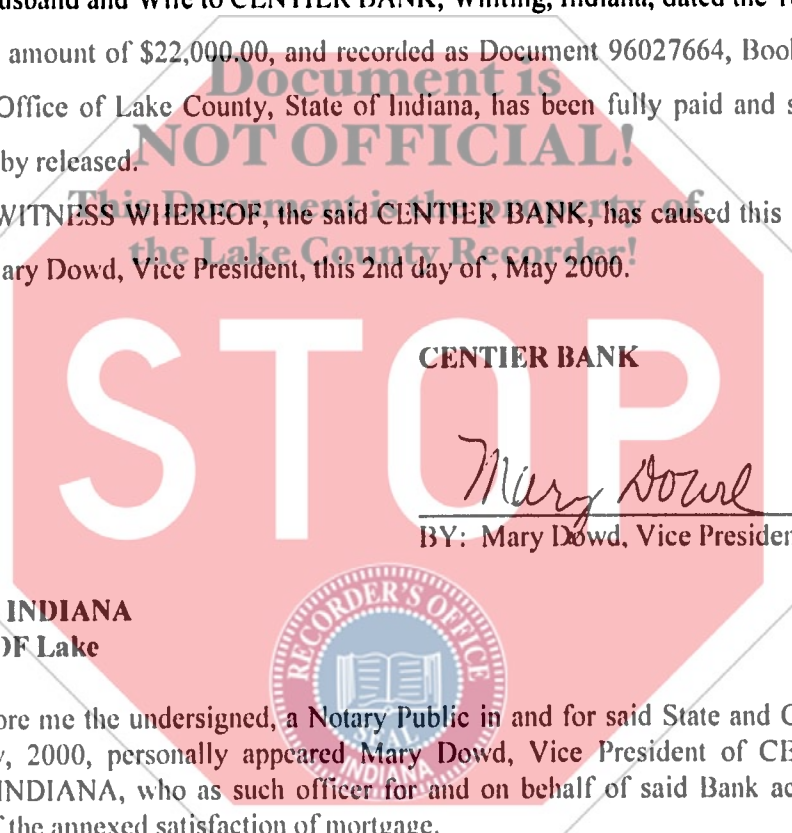 usband and Wife to CENTIER BANK, Whiting, Indiana, dated the
amount of $22,000.00, and recorded as Document 96027664, Book
Document is
Office of Lake County, State of Indiana, has been fully paid and s
NOT OFFICIAL!
by released.
This Document is the property of
WITNESS WHEREOF, the said CENTIER BANK, has caused this
the Lake County Recorder!
ary Dowd, Vice President, this 2nd day of , May 2000.
STOP
CENTIER BANK
Mary Dowd
BY: Mary Dowd, Vice Presiden
INDIANA
OF Lake
RECORDER'S OFFICE
SEAL
INDIANA
ore me the undersigned, a Notary Public in and for said State and C
y, 2000, personally appeared Mary Dowd, Vice President of CE
INDIANA, who as such officer for and on behalf of said Bank ac
f the annexed satisfaction of mortgage.